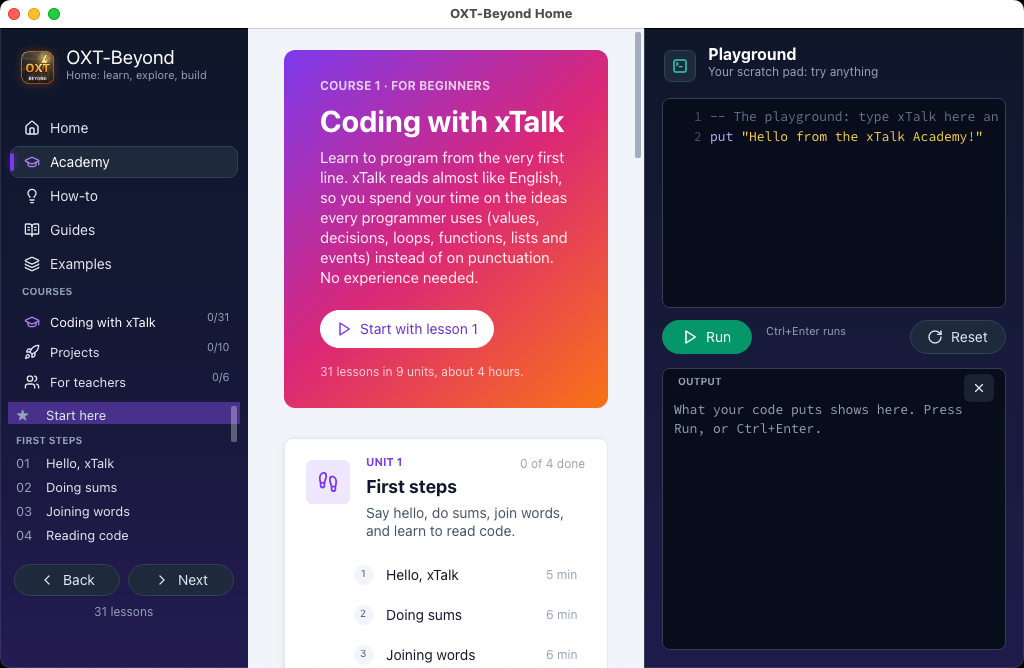 OXT-Beyond Home
OXT
BEYOND
OXT-Beyond
Home: learn, explore, build
Home
Academy
How-to
Guides
Examples
COURSES
Coding with xTalk 0/31
Projects 0/10
For teachers 0/6
Start here
FIRST STEPS
01 Hello, xTalk
02 Doing sums
03 Joining words
04 Reading code
Back Next
31 lessons
COURSE 1 · FOR BEGINNERS
Coding with xTalk
Learn to program from the very first
line. xTalk reads almost like English,
so you spend your time on the ideas
every programmer uses (values,
decisions, loops, functions, lists and
events) instead of on punctuation.
No experience needed.
Start with lesson 1
31 lessons in 9 units, about 4 hours.
UNIT 1 0 of 4 done
First steps
Say hello, do sums, join words,
and learn to read code.
1 Hello, xTalk 5 min
2 Doing sums 6 min
3 Joining words 6 min
Playground
Your scratch pad: try anything
1 -- The playground: type xTalk here an
2 put "Hello from the xTalk Academy!"
Run Ctrl+Enter runs Reset
OUTPUT
What your code puts shows here. Press
Run, or Ctrl+Enter.